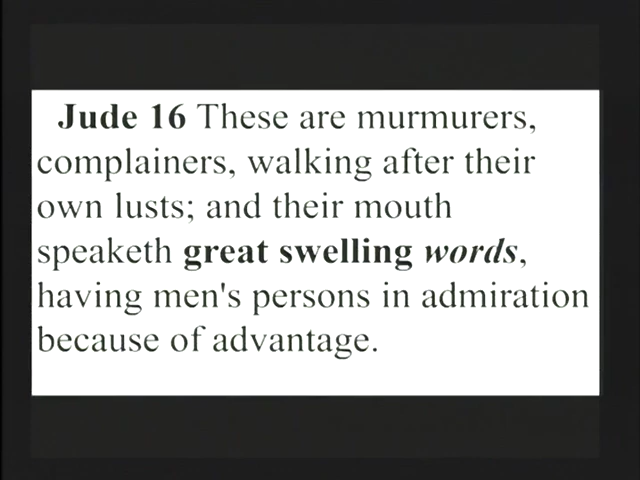 Jude 16 These are murmurers,
complainers, walking after their
own lusts; and their mouth
speaketh great swelling words,
having men's persons in admiration
because of advantage.